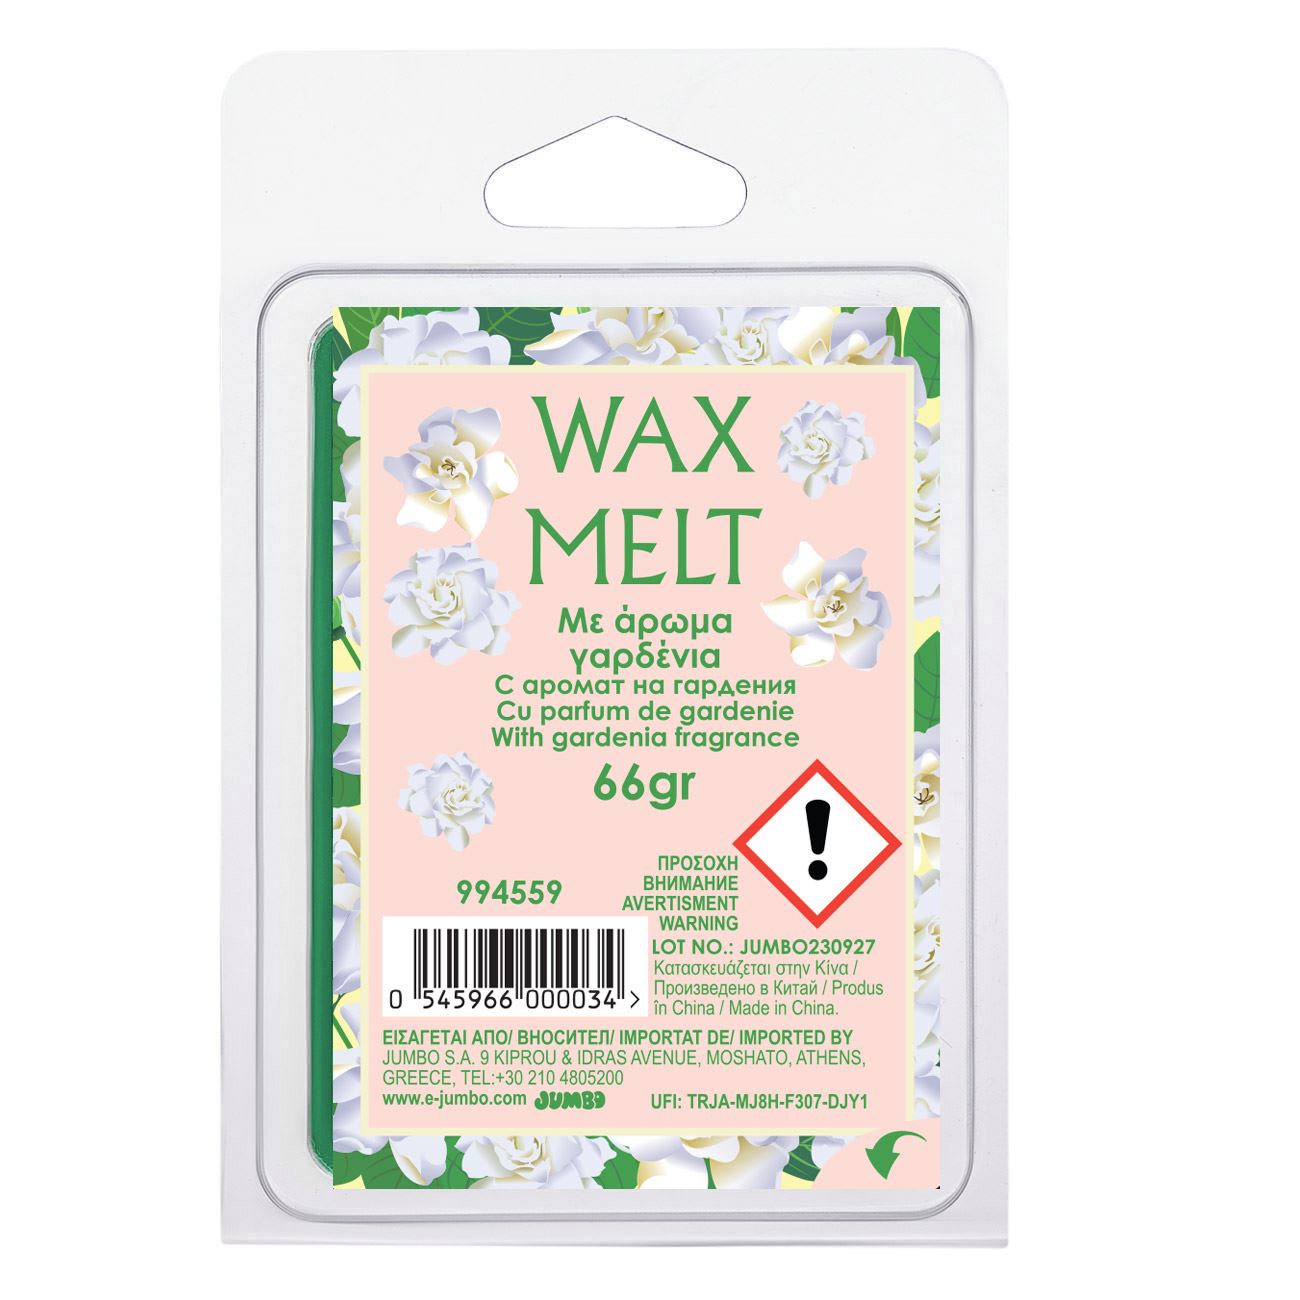 WAX
MELT
Με άρωμα
γαρδένια
С аромат на гардения
Cu parfum de gardenie
With gardenia fragrance
66gr
ΠΡΟΣΟΧΗ
ВНИМАНИЕ
AVERTISMENT
WARNING
994559
0 545966 000034 >
LOT NO.: JUMBO230927
Κατασκευάζεται στην Κίνα /
Произведено в Китай / Produs
în China / Made in China.
ΕΙΣΑΓΕΤΑΙ ΑΠΟ/ ВНОСИТЕЛ/ IMPORTAT DE/ IMPORTED BY
JUMBO S.A. 9 KIPROU & IDRAS AVENUE, MOSHATO, ATHENS,
GREECE, TEL:+30 210 4805200
www.e-jumbo.com JUMBO
UFI: TRJA-MJ8H-F307-DJY1